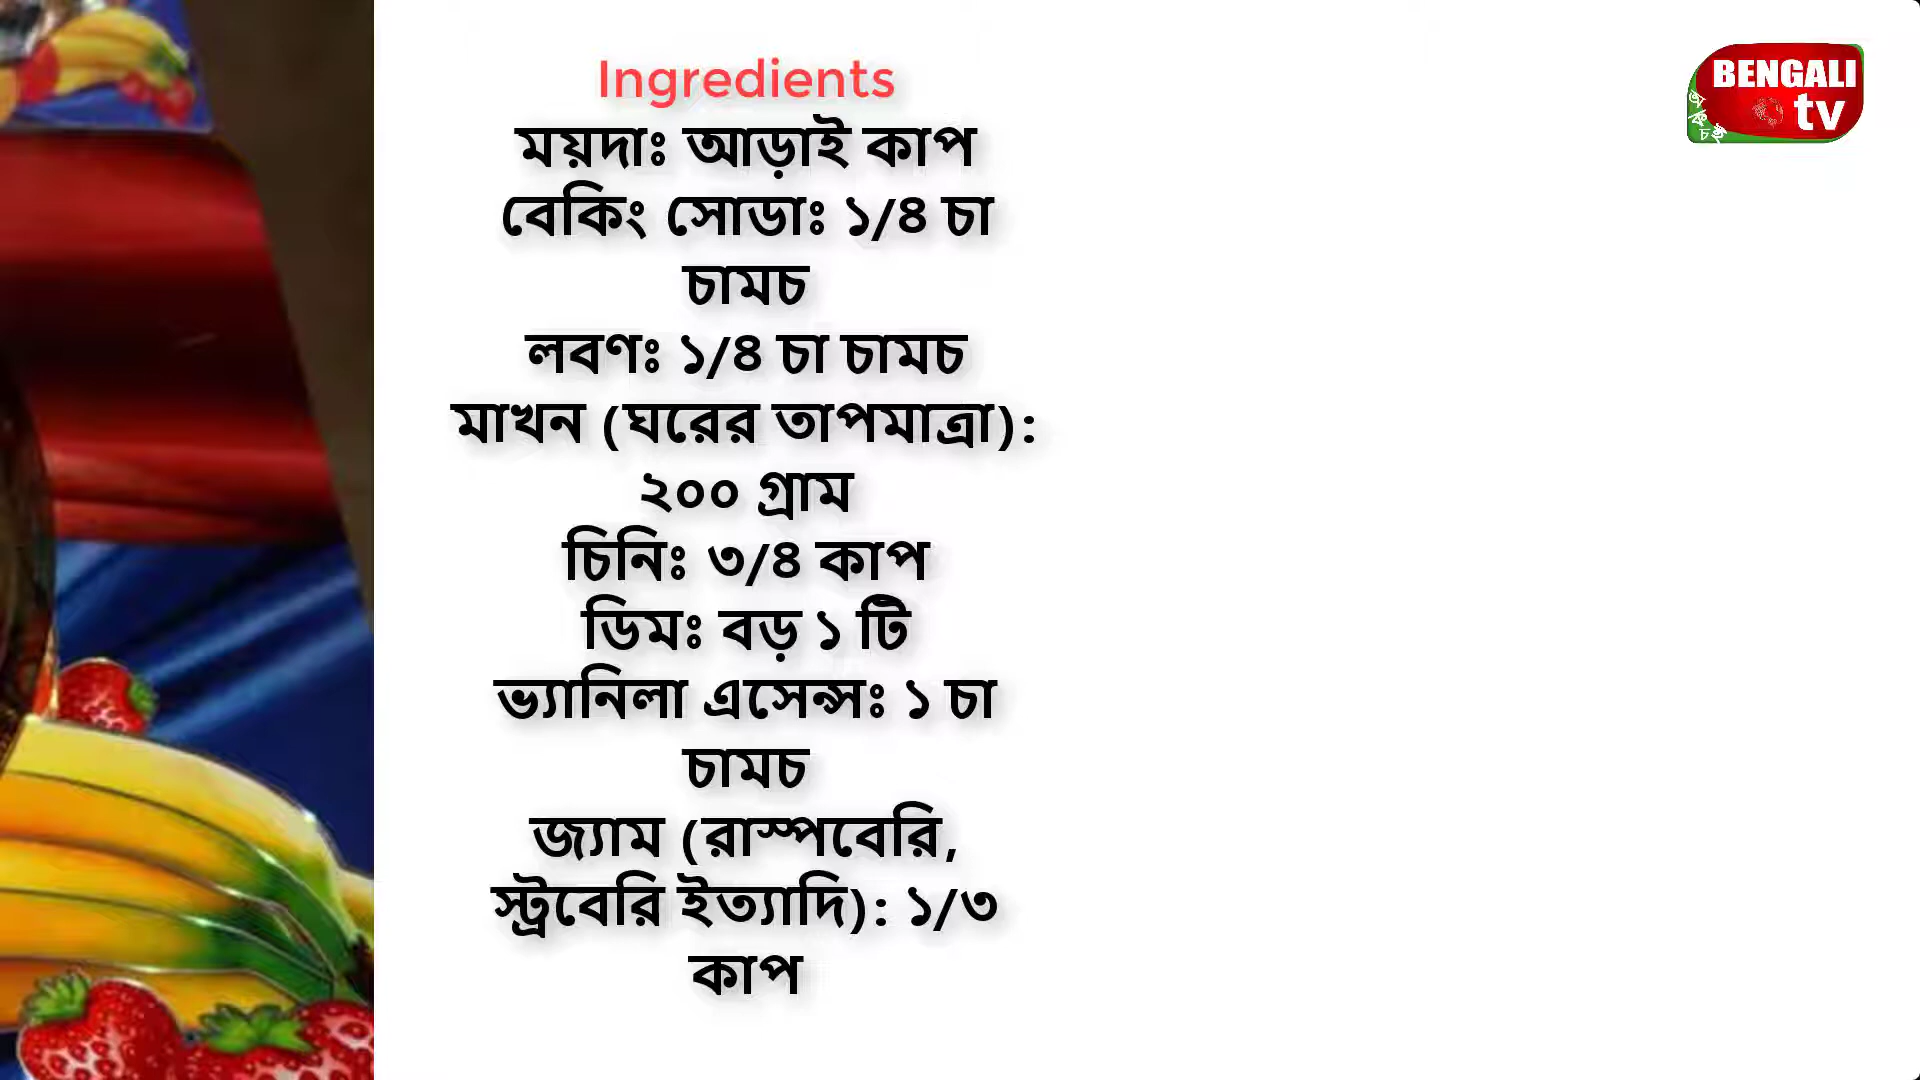 Ingredients
ময়দাঃ আড়াই কাপ
বেকিং সোডাঃ ১/৪ চা
চামচ
লবণঃ ১/৪ চা চামচ
মাখন (ঘরের তাপমাত্রা):
২০০ গ্রাম
চিনিঃ ৩/৪ কাপ
ডিমঃ বড় ১ টি
ভ্যানিলা এসেন্সঃ ১ চা
চামচ
জ্যাম (রাস্পবেরি,
স্ট্রবেরি ইত্যাদি): ১/৩
কাপ
BENGALI
tv